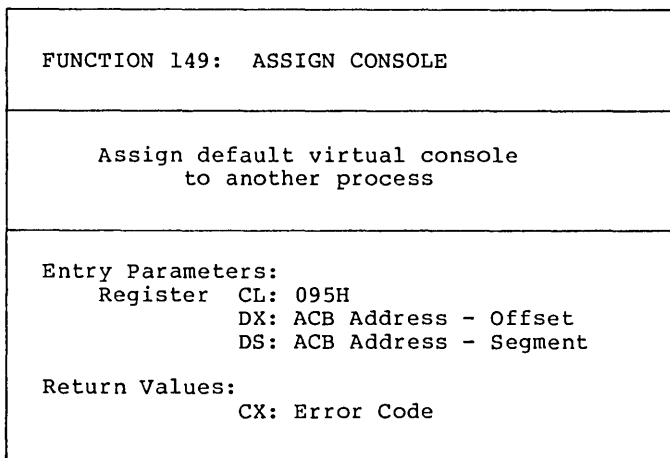 FUNCTION 149: ASSIGN CONSOLE
Assign default virtual console
to another process
Entry Parameters:
Register CL: 095H
DX: ACB Address - Offset
DS: ACB Address - Segment
Return Values:
CX: Error Code